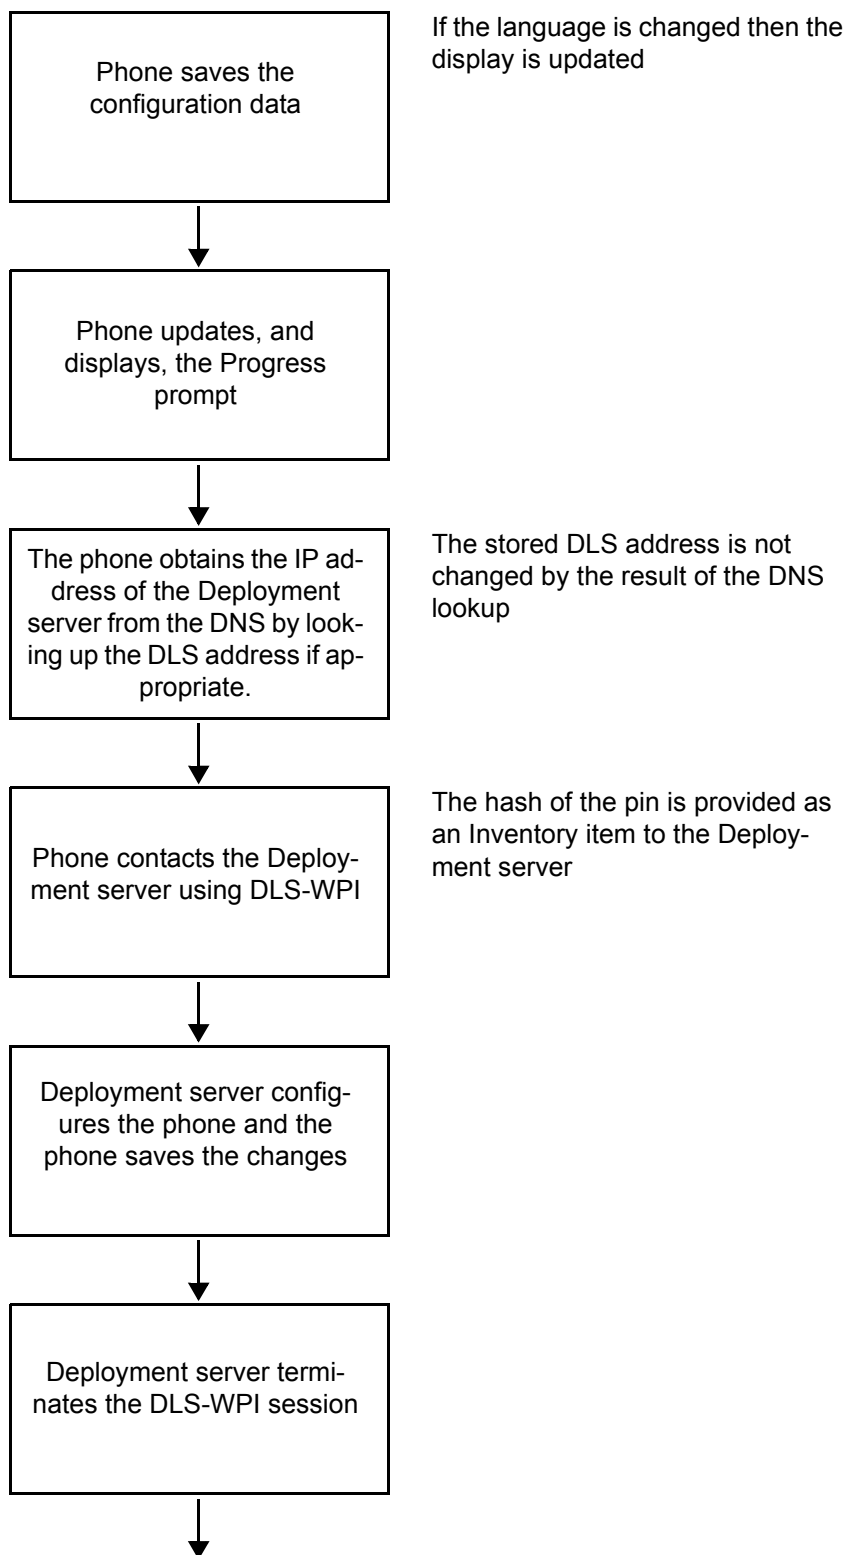 Phone saves the
configuration data
If the language is changed then the
display is updated
Phone updates, and
displays, the Progress
prompt
The phone obtains the IP ad-
dress of the Deployment
server from the DNS by look-
ing up the DLS address if ap-
propriate.
The stored DLS address is not
changed by the result of the DNS
lookup
Phone contacts the Deploy-
ment server using DLS-WPI
The hash of the pin is provided as
an Inventory item to the Deploy-
ment server
Deployment server config-
ures the phone and the
phone saves the changes
Deployment server termi-
nates the DLS-WPI session